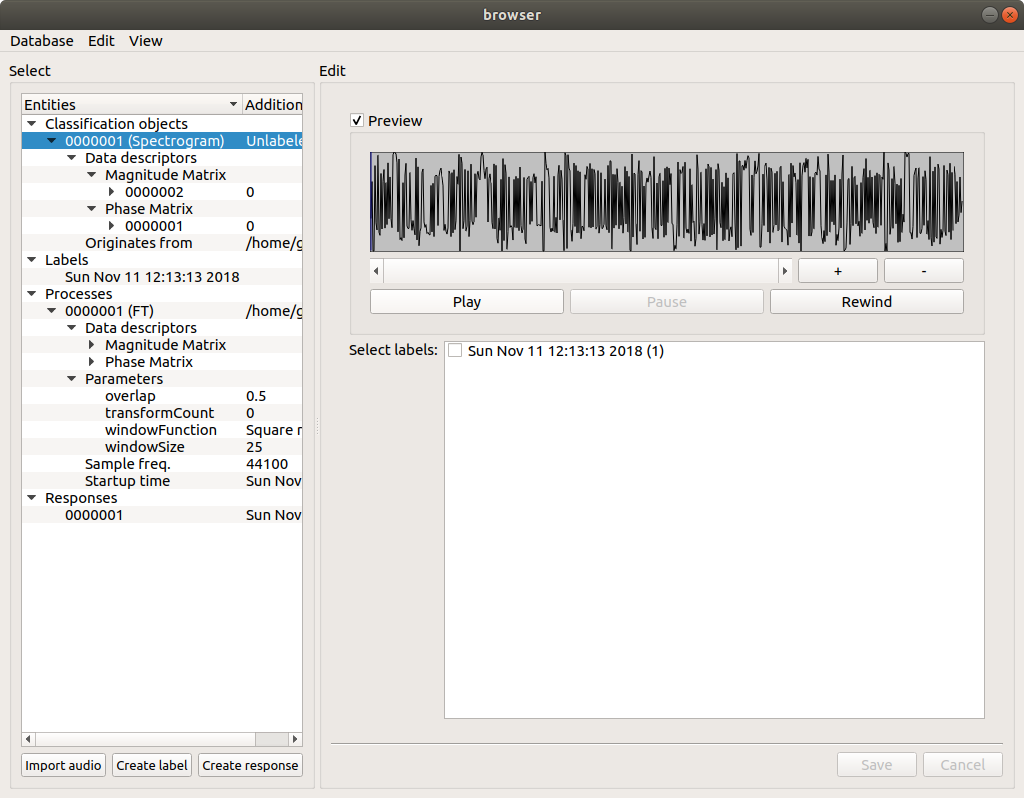 browser
Database Edit View
Select
Edit
Entities Addition
Classification objects
0000001 (Spectrogram) Unlabele
Data descriptors
Magnitude Matrix
0000002 0
Phase Matrix
0000001 0
Originates from /home/g
Labels
Sun Nov 11 12:13:13 2018
Processes
0000001 (FT) /home/g
Data descriptors
Magnitude Matrix
Phase Matrix
Parameters
overlap 0.5
transformCount 0
windowFunction Square r
windowSize 25
Sample freq. 44100
Startup time Sun Nov
Responses
0000001 Sun Nov
Import audio Create label Create response
Preview
+ -
Play Pause Rewind
Select labels: Sun Nov 11 12:13:13 2018 (1)
Save Cancel